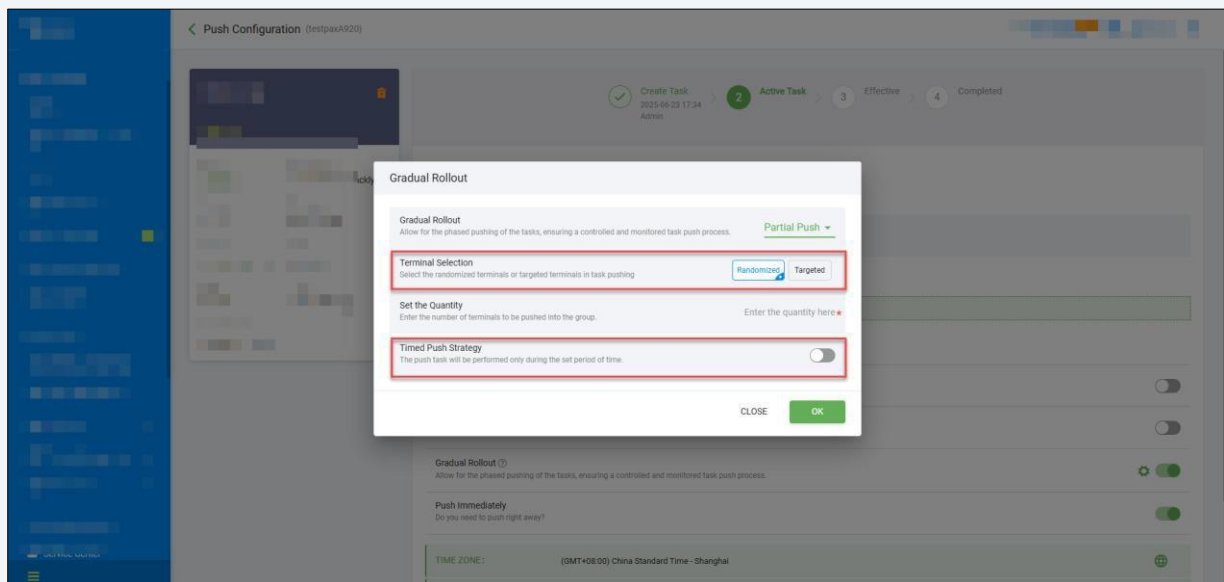 Push Configuration (testpaxA920)
Create Task
2025-06-23 17:34
Admin
2
Active Task
3
Effective
4
Completed
Gradual Rollout
Gradual Rollout
Allow for the phased pushing of the tasks, ensuring a controlled and monitored task push process.
Partial Push
Terminal Selection
Select the randomized terminals or targeted terminals in task pushing
Randomized
Targeted
Set the Quantity
Enter the number of terminals to be pushed into the group.
Enter the quantity here*
Timed Push Strategy
The push task will be performed only during the set period of time.
CLOSE
OK
Gradual Rollout
Allow for the phased pushing of the tasks, ensuring a controlled and monitored task push process.
Push Immediately
Do you need to push right away?
TIME ZONE:
(GMT+08:00) China Standard Time - Shanghai